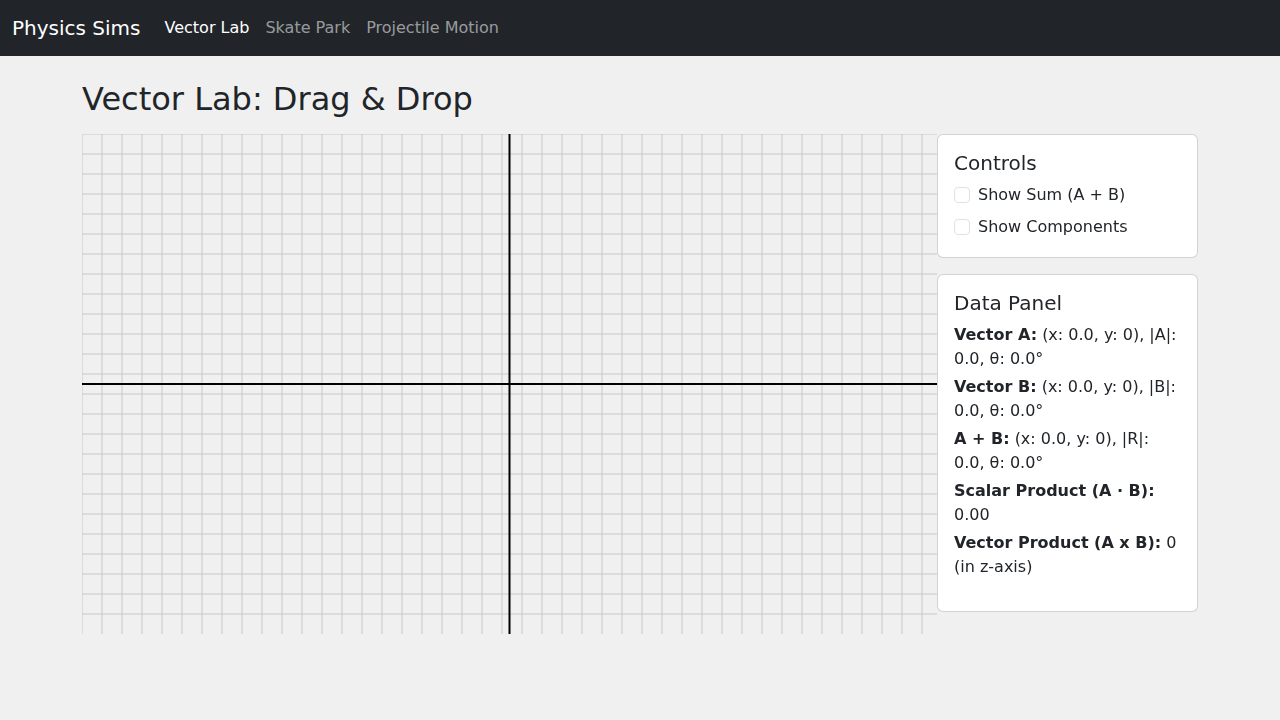 Physics Sims Vector Lab Skate Park Projectile Motion
Vector Lab: Drag & Drop
Controls
Show Sum (A + B)
Show Components
Data Panel
Vector A: (x: 0.0, y: 0), |A|:
0.0, θ: 0.0°
Vector B: (x: 0.0, y: 0), |B|:
0.0, θ: 0.0°
A + B: (x: 0.0, y: 0), |R|:
0.0, θ: 0.0°
Scalar Product (A · B):
0.00
Vector Product (A x B): 0
(in z-axis)